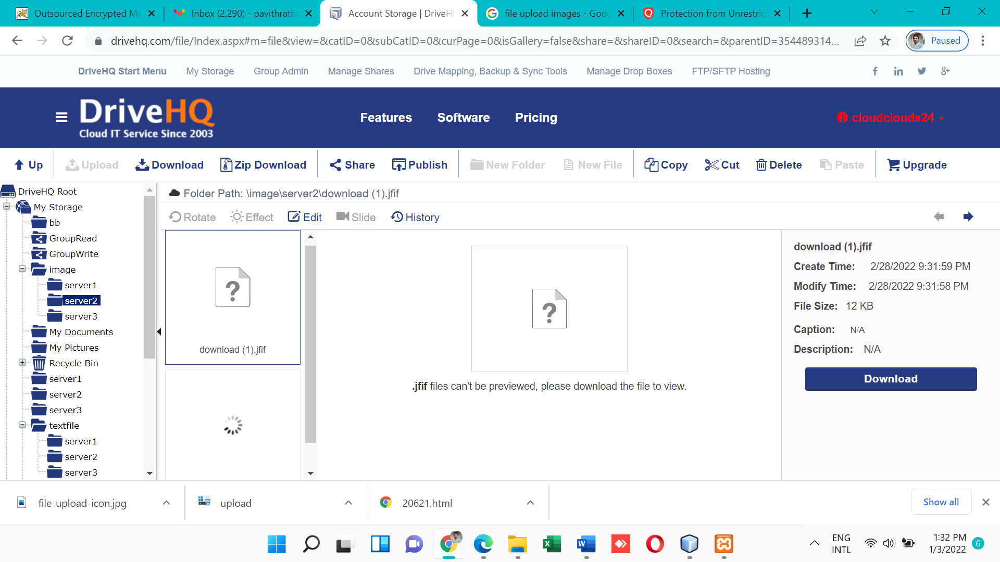 Outsourced Encrypted Me
Inbox (2,290) - pavithrathi
Account Storage | DriveH
file upload images - Goog
Protection from Unrestric
drivehq.com/file/Index.aspx#m=file&view=&catID=0&subCatID=0&curPage=0&isGallery=false&share=&shareID=0&search=&parentID=354489314...
Paused
DriveHQ Start Menu
My Storage
Group Admin
Manage Shares
Drive Mapping, Backup & Sync Tools
Manage Drop Boxes
FTP/SFTP Hosting
DriveHQ
Cloud IT Service Since 2003
Features
Software
Pricing
cloudclouds24
Up
Upload
Download
Zip Download
Share
Publish
New Folder
New File
Copy
Cut
Delete
Paste
Upgrade
DriveHQ Root
My Storage
bb
GroupRead
GroupWrite
image
server1
server2
server3
My Documents
My Pictures
Recycle Bin
server1
server2
server3
textfile
server1
server2
server3
Folder Path: \image\server2\download (1).jfif
Rotate
Effect
Edit
Slide
History
?
download (1).jfif
?
.jfif files can't be previewed, please download the file to view.
download (1).jfif
Create Time: 2/28/2022 9:31:59 PM
Modify Time: 2/28/2022 9:31:58 PM
File Size: 12 KB
Caption: N/A
Description: N/A
Download
file-upload-icon.jpg
upload
20621.html
Show all
ENG
INTL
1:32 PM
1/3/2022
6